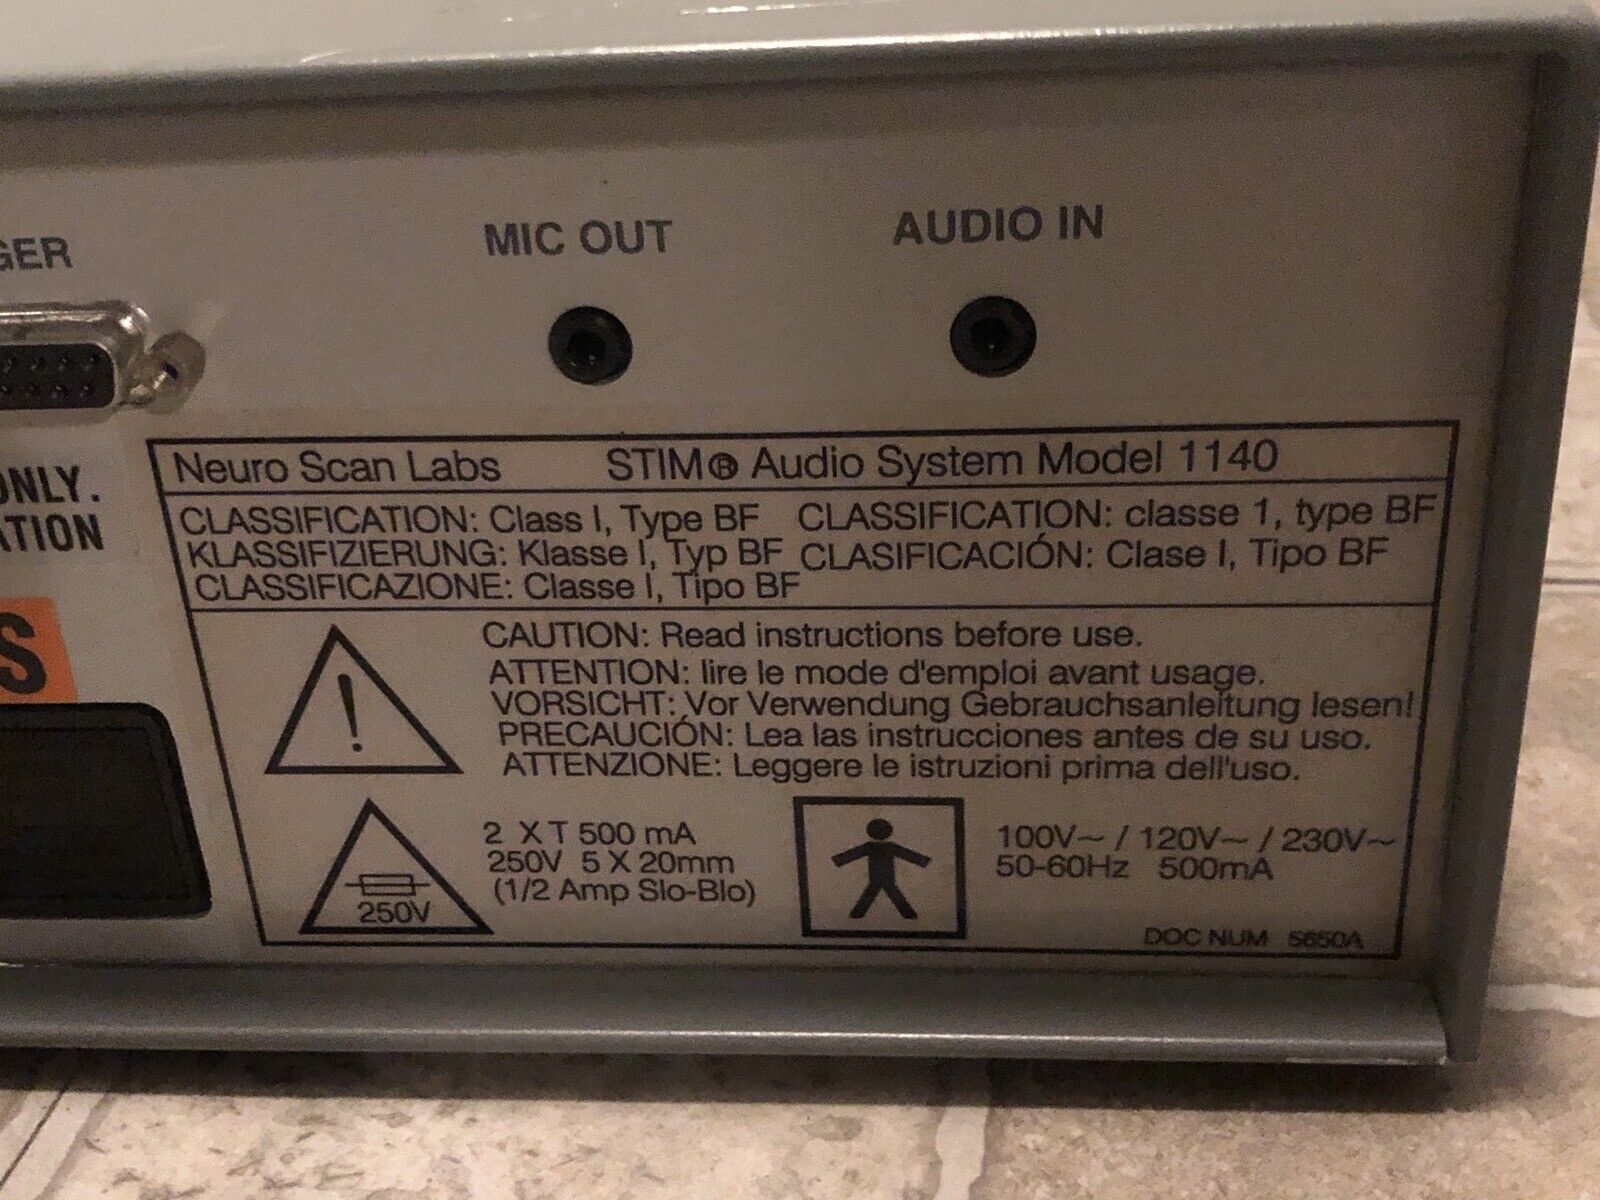 GER
MIC OUT
AUDIO IN
ONLY.
ATION
S
Neuro Scan Labs STIM® Audio System Model 1140
CLASSIFICATION: Class I, Type BF CLASSIFICATION: classe 1, type BF
KLASSIFIZIERUNG: Klasse I, Typ BF CLASIFICACIÓN: Clase I, Tipo BF
CLASSIFICAZIONE: Classe I, Tipo BF
CAUTION: Read instructions before use.
ATTENTION: lire le mode d'emploi avant usage.
VORSICHT: Vor Verwendung Gebrauchsanleitung lesen!
PRECAUCIÓN: Lea las instrucciones antes de su uso.
ATTENZIONE: Leggere le istruzioni prima dell'uso.
!
250V
2 X T 500 mA
250V 5 X 20mm
(1/2 Amp Slo-Blo)
100V~ / 120V~ / 230V~
50-60Hz 500mA
DOC NUM 5650A